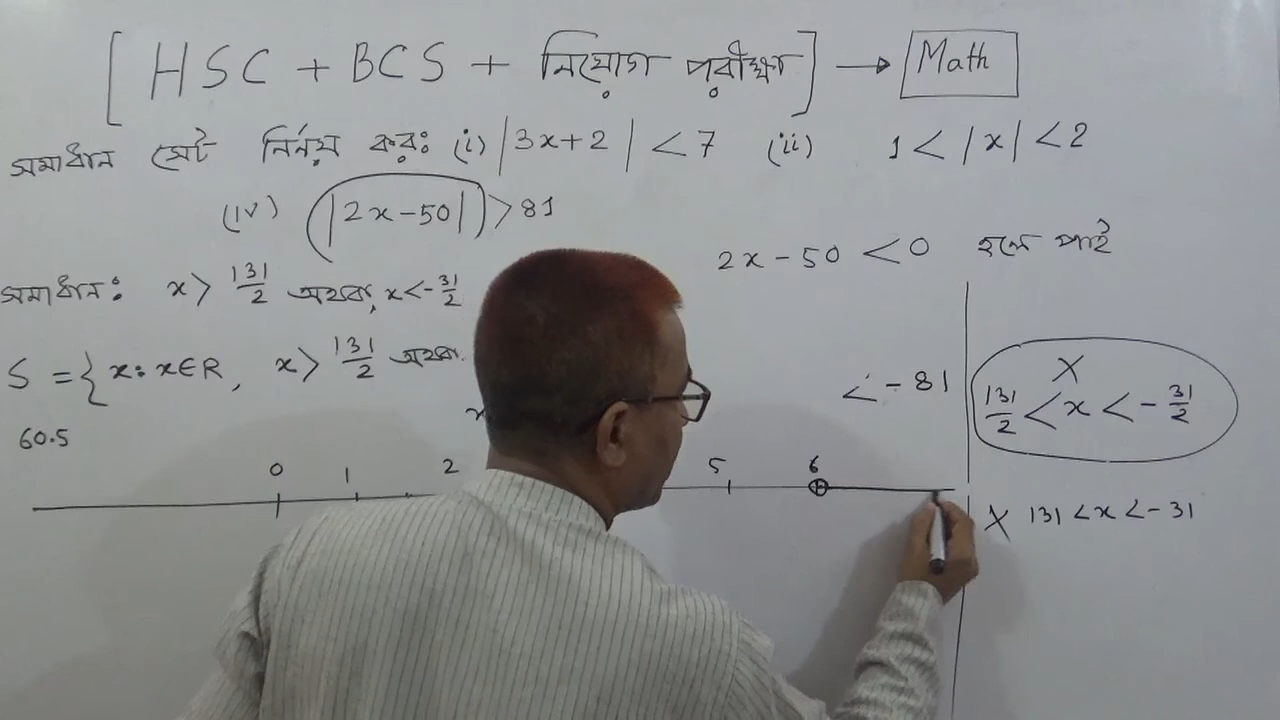 [HSC + BCS + নিয়োগ পরীক্ষা] → Math
সমাধান সেট নির্নয় কর: (i) |3x+2| < 7 (ii) 1 < |x| < 2
(iv) |2x-50| > 81
2x-50 < 0 হলে পাই
সমাধান: x > 131/2 অথবা, x < -31/2
S = { x: x∈R, x > 131/2 অথবা
< -81
X
131/2 < x < -31/2
60.5
0 1 2 5 6
X 131 < x < -31